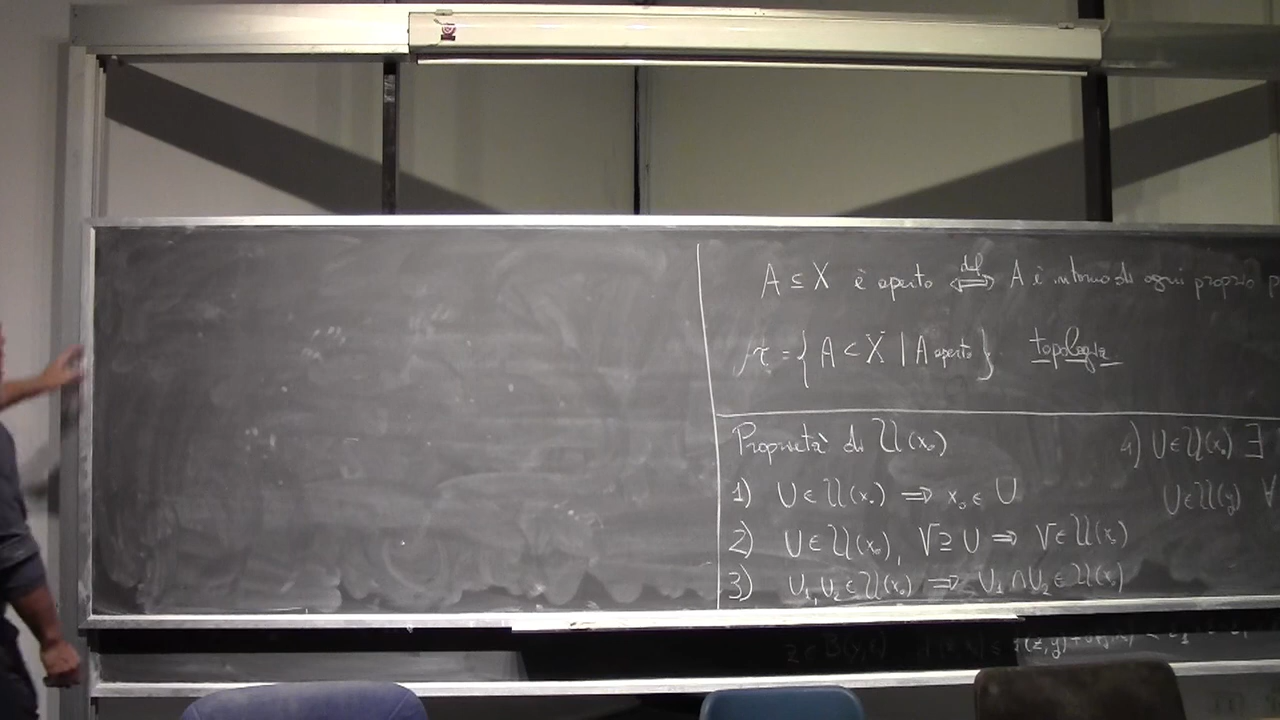 A ⊆ X è aperto ⟺ def A è intorno di ogni proprio p
τ = { A ⊂ X | A aperto } topologia
Proprietà di U(x₀)
1) U ∈ U(x₀) ⟹ x₀ ∈ U
2) U ∈ U(x₀), V ⊇ U ⟹ V ∈ U(x₀)
3) U₁, U₂ ∈ U(x₀) ⟹ U₁ ∩ U₂ ∈ U(x₀)
4) U ∈ U(x₀) ∃
U ∈ U(y) ∀
z ∈ B(y,ε)